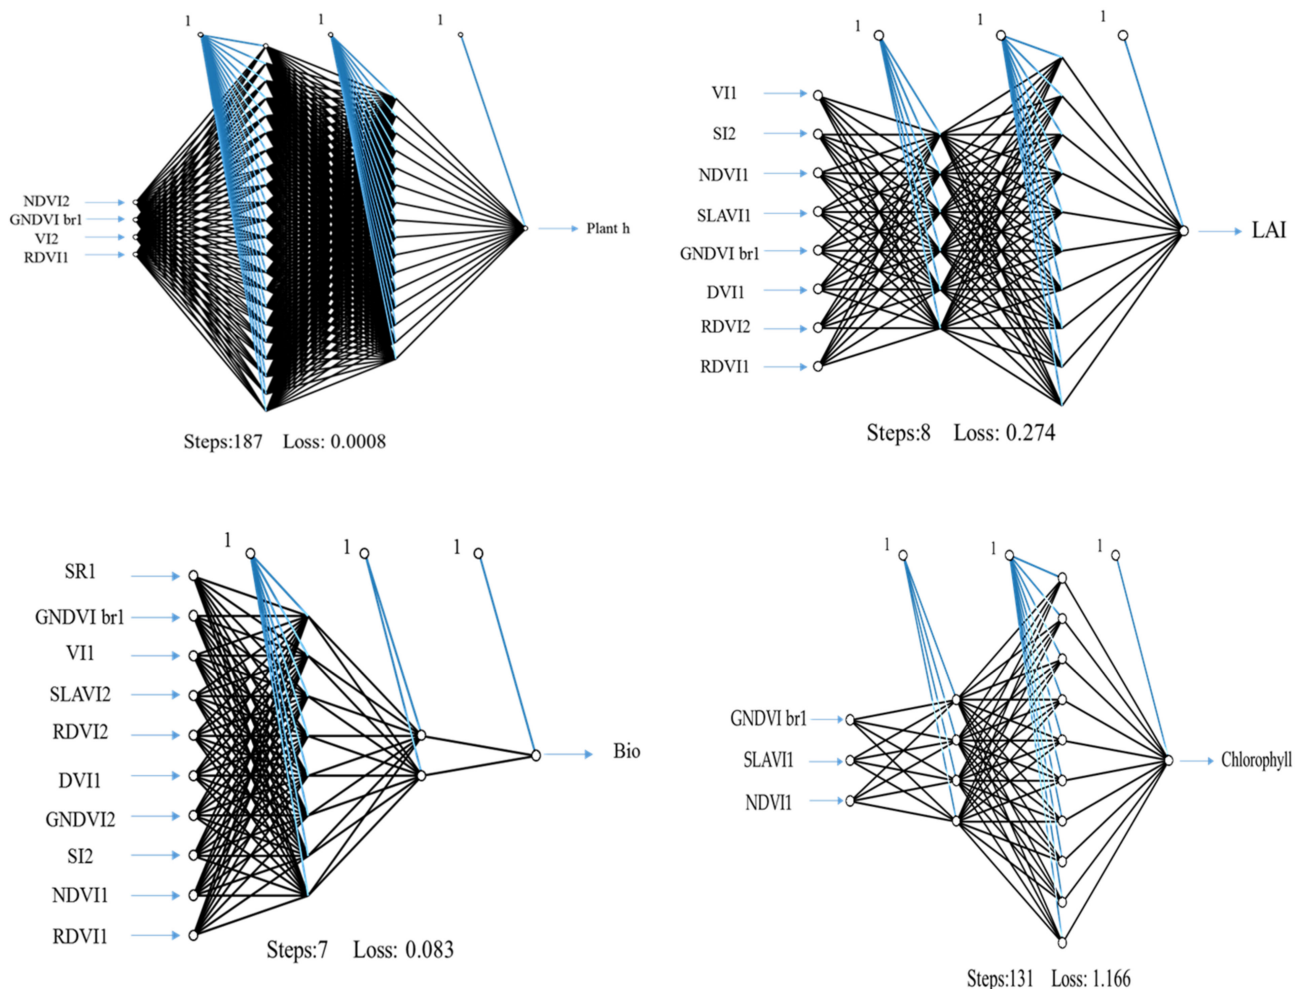 1
1
1
NDVI2
GNDVI br1
VI2
RDVI1
Plant h
Steps:187 Loss: 0.0008
1
1
1
VI1
SI2
NDVI1
SLAVI1
GNDVI br1
DVI1
RDVI2
RDVI1
LAI
Steps:8 Loss: 0.274
1
1
1
SR1
GNDVI br1
VI1
SLAVI2
RDVI2
DVI1
GNDVI2
SI2
NDVI1
RDVI1
Bio
Steps:7 Loss: 0.083
1
1
1
GNDVI br1
SLAVI1
NDVI1
Chlorophyll
Steps:131 Loss: 1.166